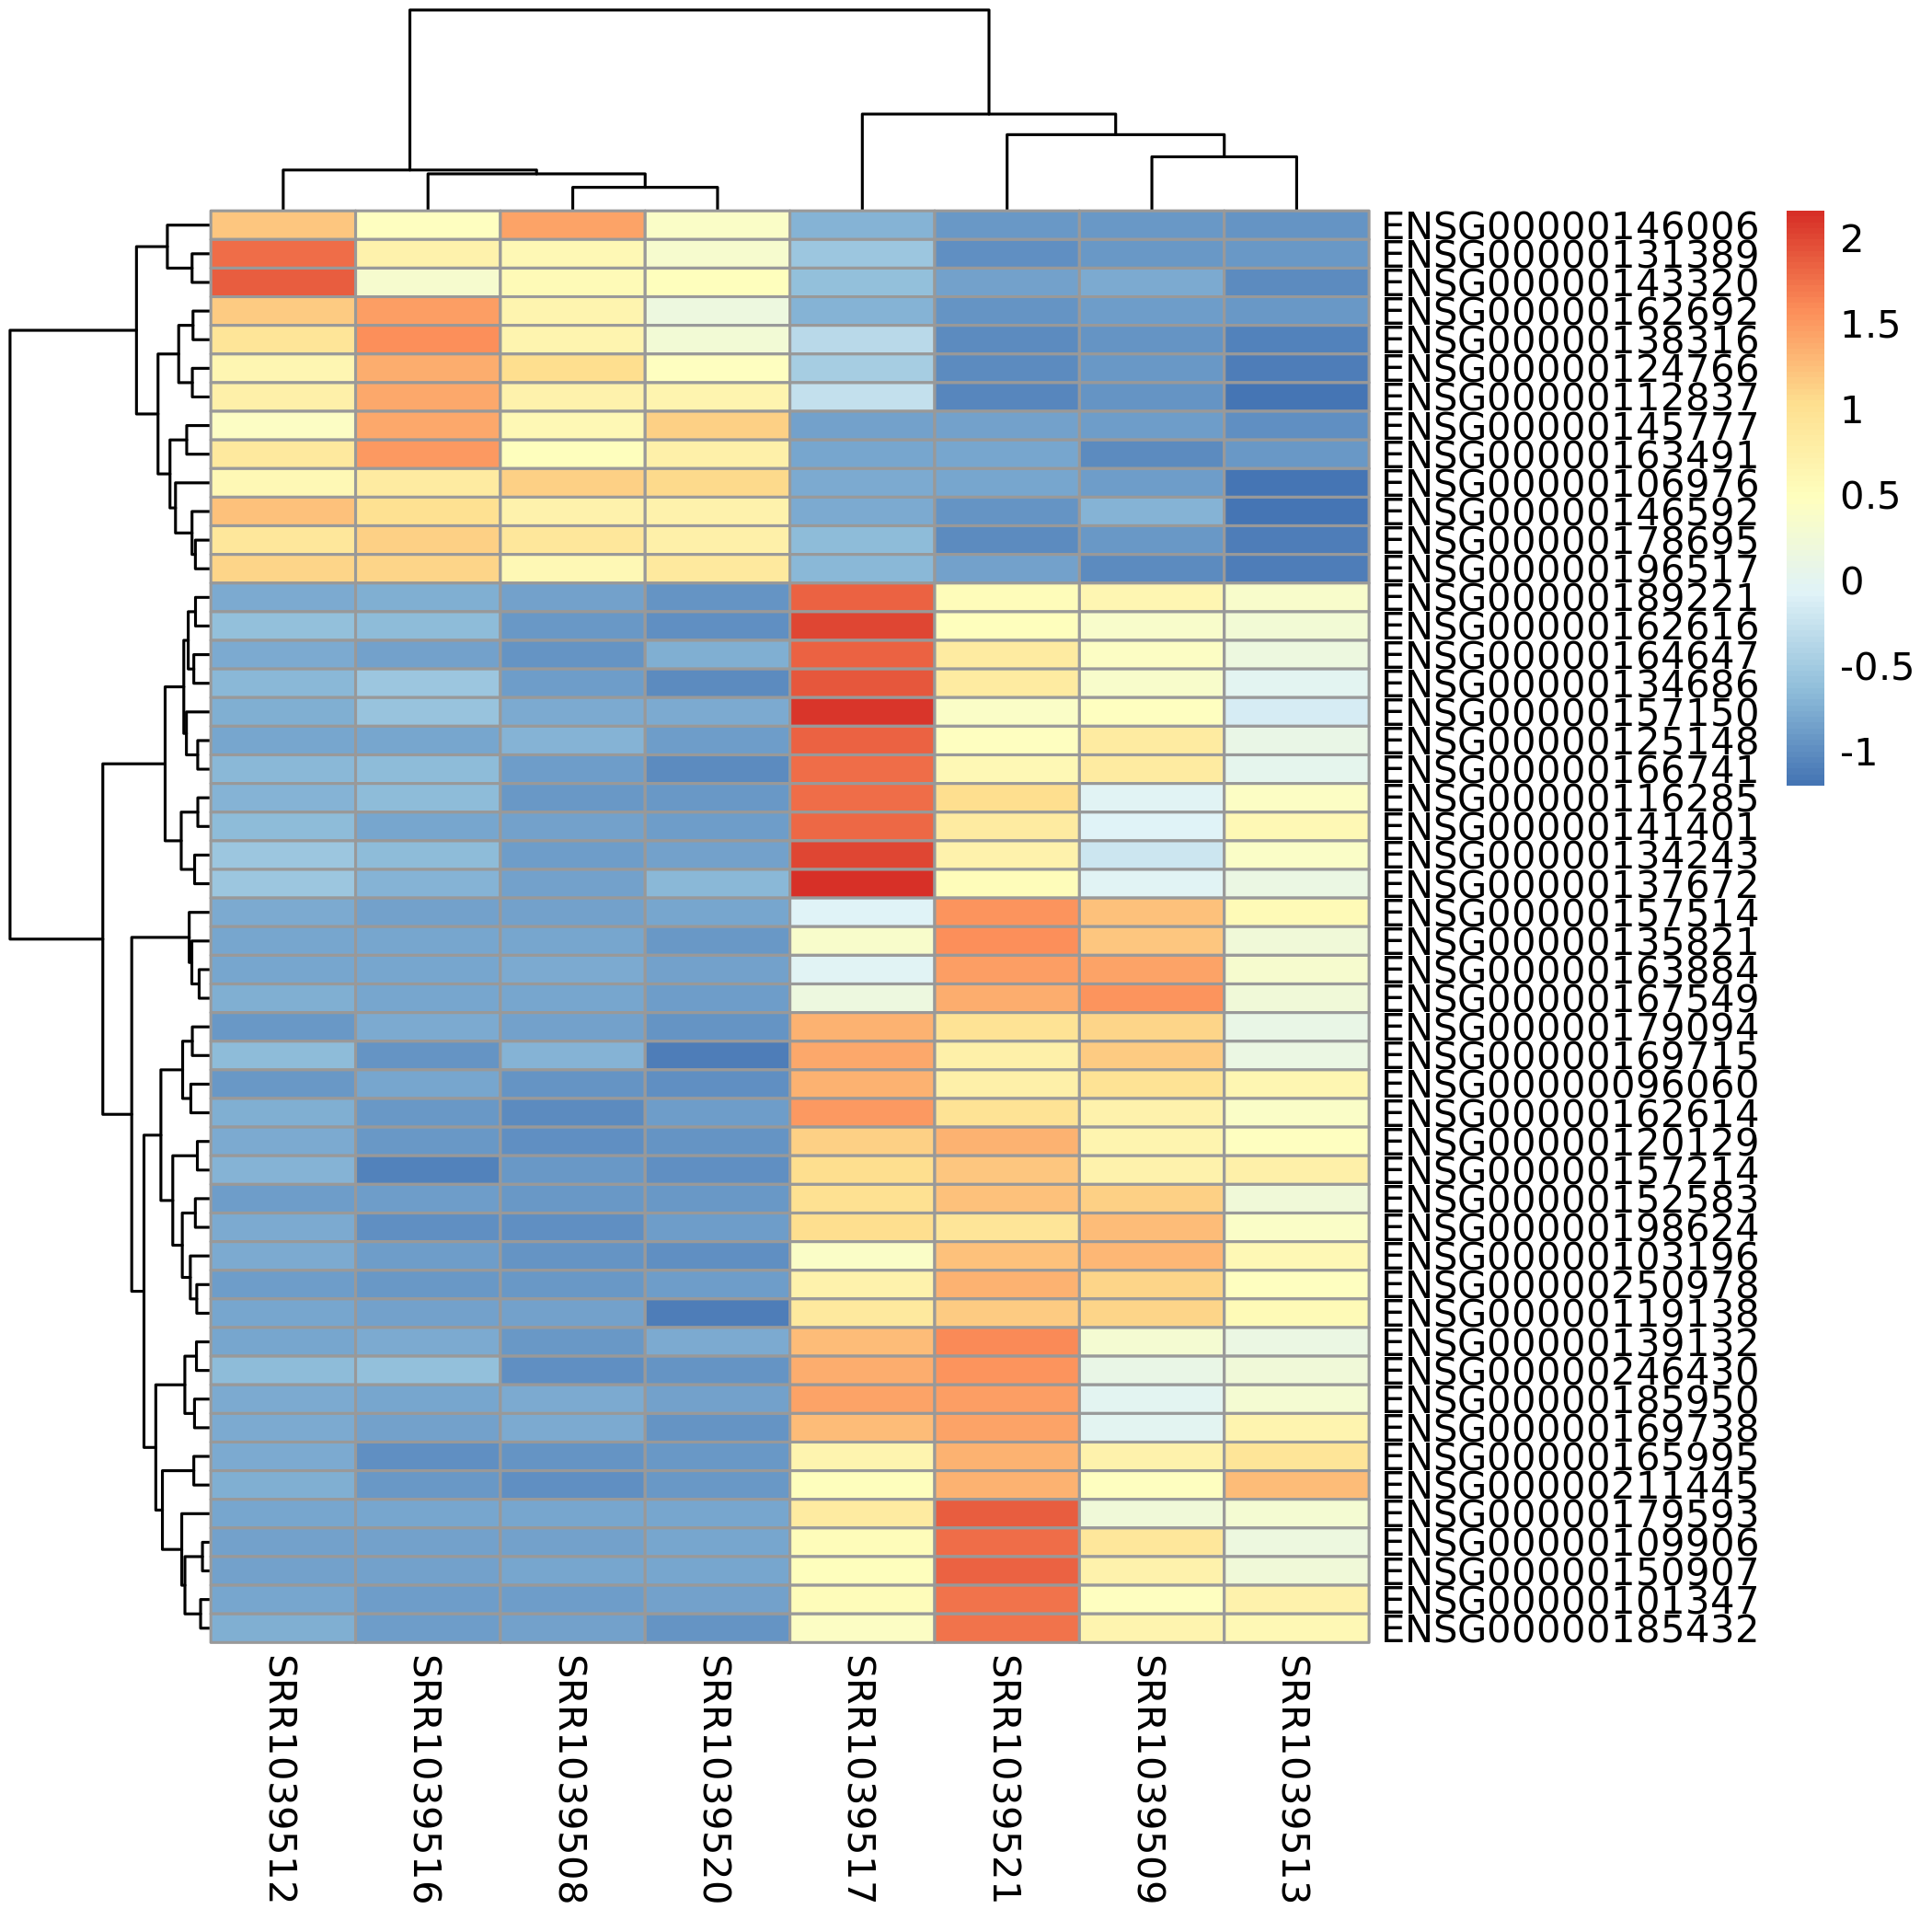 ENSG00000146006
ENSG00000131389
ENSG00000143320
ENSG00000162692
ENSG00000138316
ENSG00000124766
ENSG00000112837
ENSG00000145777
ENSG00000163491
ENSG00000106976
ENSG00000146592
ENSG00000178695
ENSG00000196517
ENSG00000189221
ENSG00000162616
ENSG00000164647
ENSG00000134686
ENSG00000157150
ENSG00000125148
ENSG00000166741
ENSG00000116285
ENSG00000141401
ENSG00000134243
ENSG00000137672
ENSG00000157514
ENSG00000135821
ENSG00000163884
ENSG00000167549
ENSG00000179094
ENSG00000169715
ENSG00000096060
ENSG00000162614
ENSG00000120129
ENSG00000157214
ENSG00000152583
ENSG00000198624
ENSG00000103196
ENSG00000250978
ENSG00000119138
ENSG00000139132
ENSG00000246430
ENSG00000185950
ENSG00000169738
ENSG00000165995
ENSG00000211445
ENSG00000179593
ENSG00000109906
ENSG00000150907
ENSG00000101347
ENSG00000185432
2
1.5
1
0.5
0
-0.5
-1
SRR1039512
SRR1039516
SRR1039508
SRR1039520
SRR1039517
SRR1039521
SRR1039509
SRR1039513